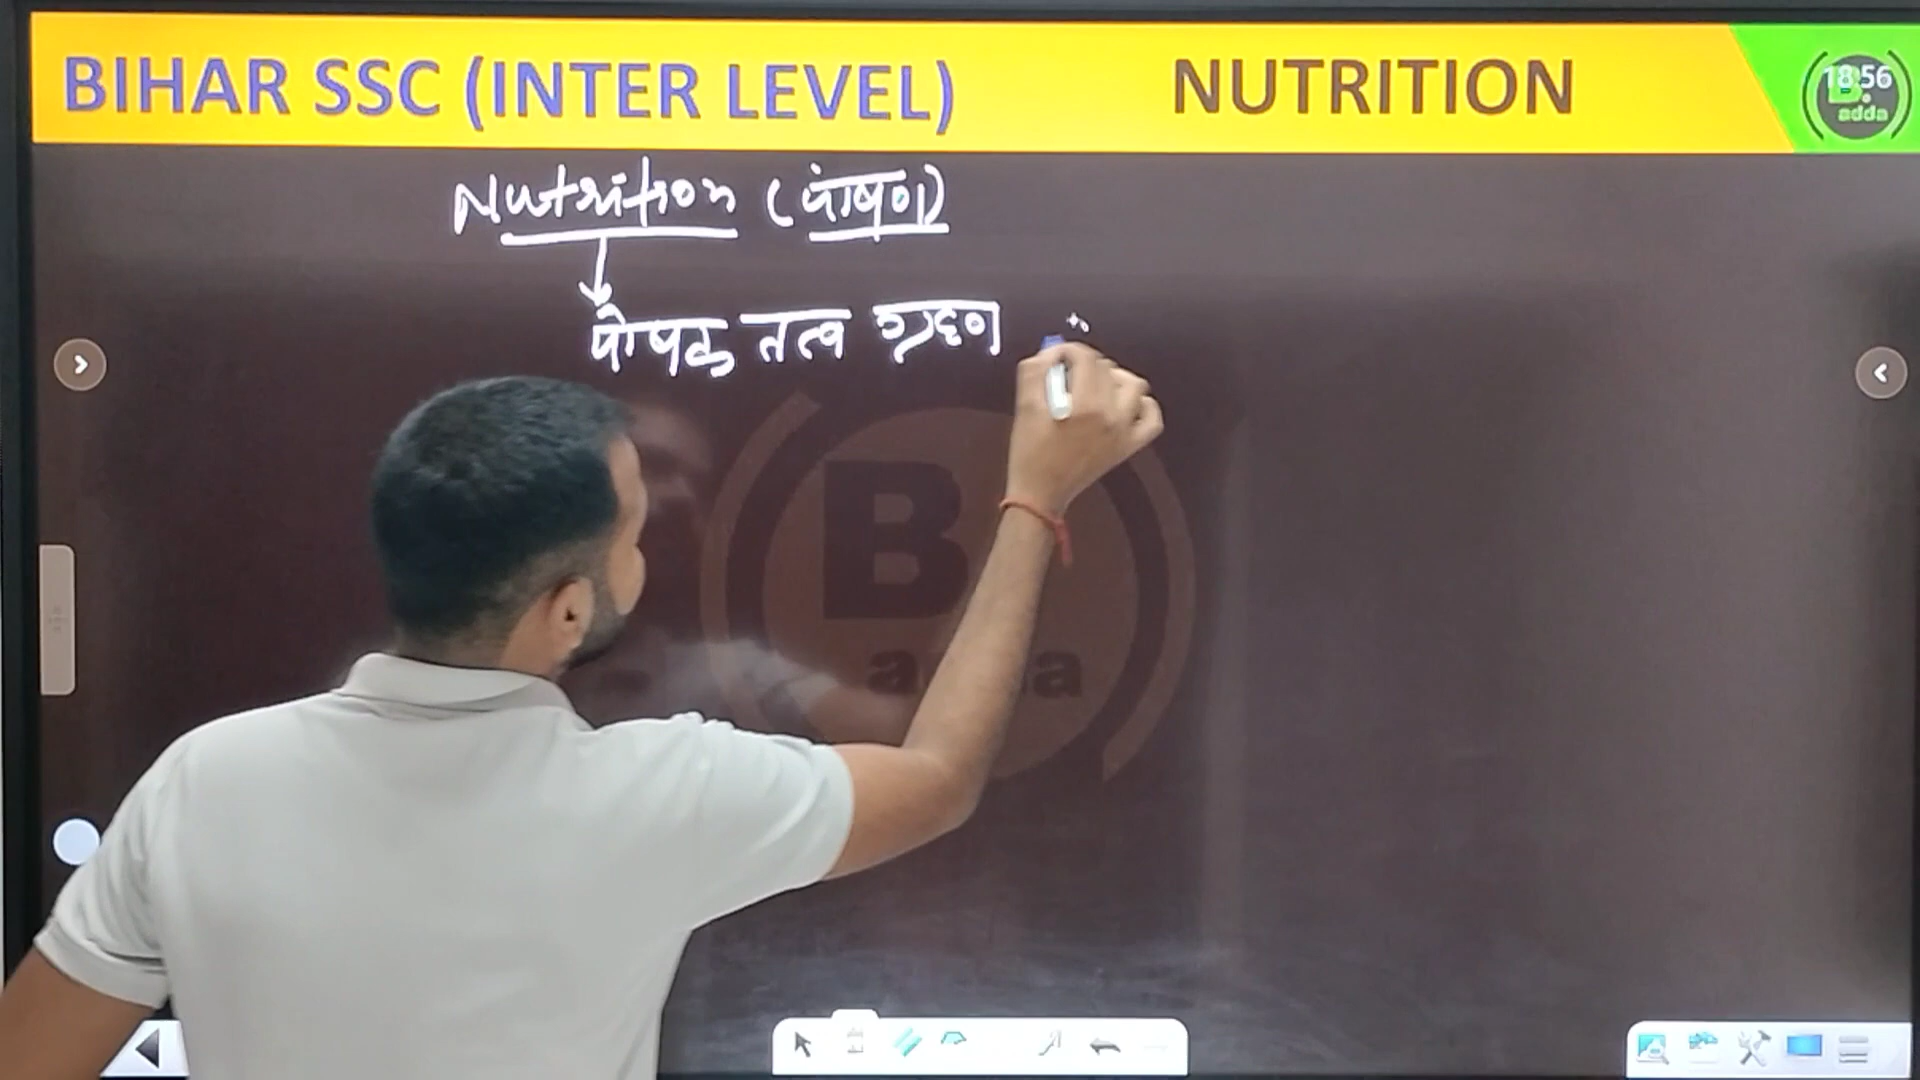 BIHAR SSC (INTER LEVEL) NUTRITION
18:56
B.
adda
Nutrition (पोषण)
पोषक तत्व ग्रहण
B.